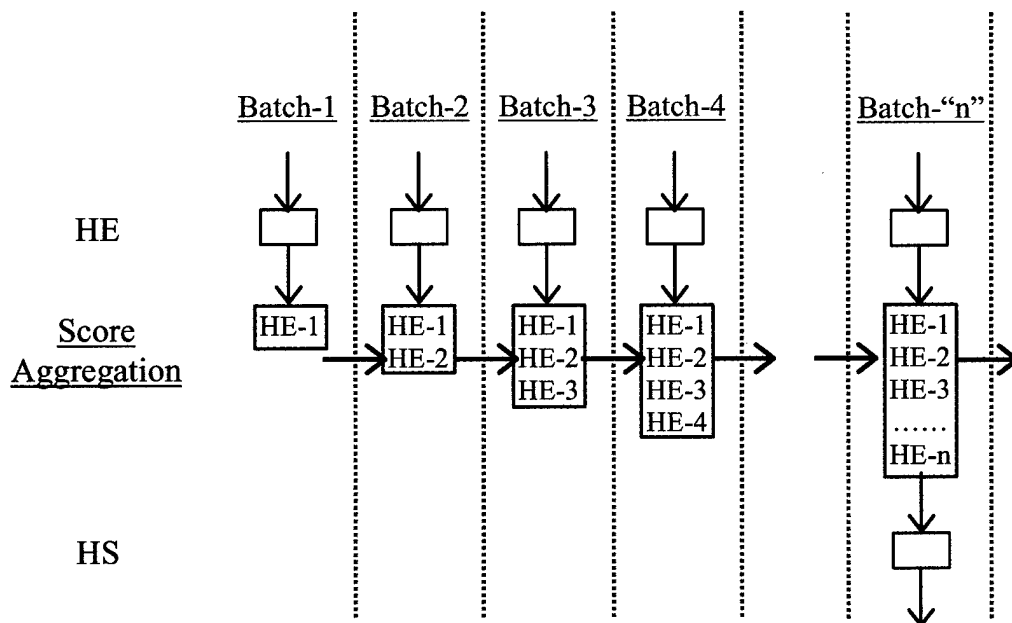 Batch-1 Batch-2 Batch-3 Batch-4 Batch-“n”
HE
Score
Aggregation
HE-1
HE-1
HE-2
HE-1
HE-2
HE-3
HE-1
HE-2
HE-3
HE-4
HE-1
HE-2
HE-3
......
HE-n
HS